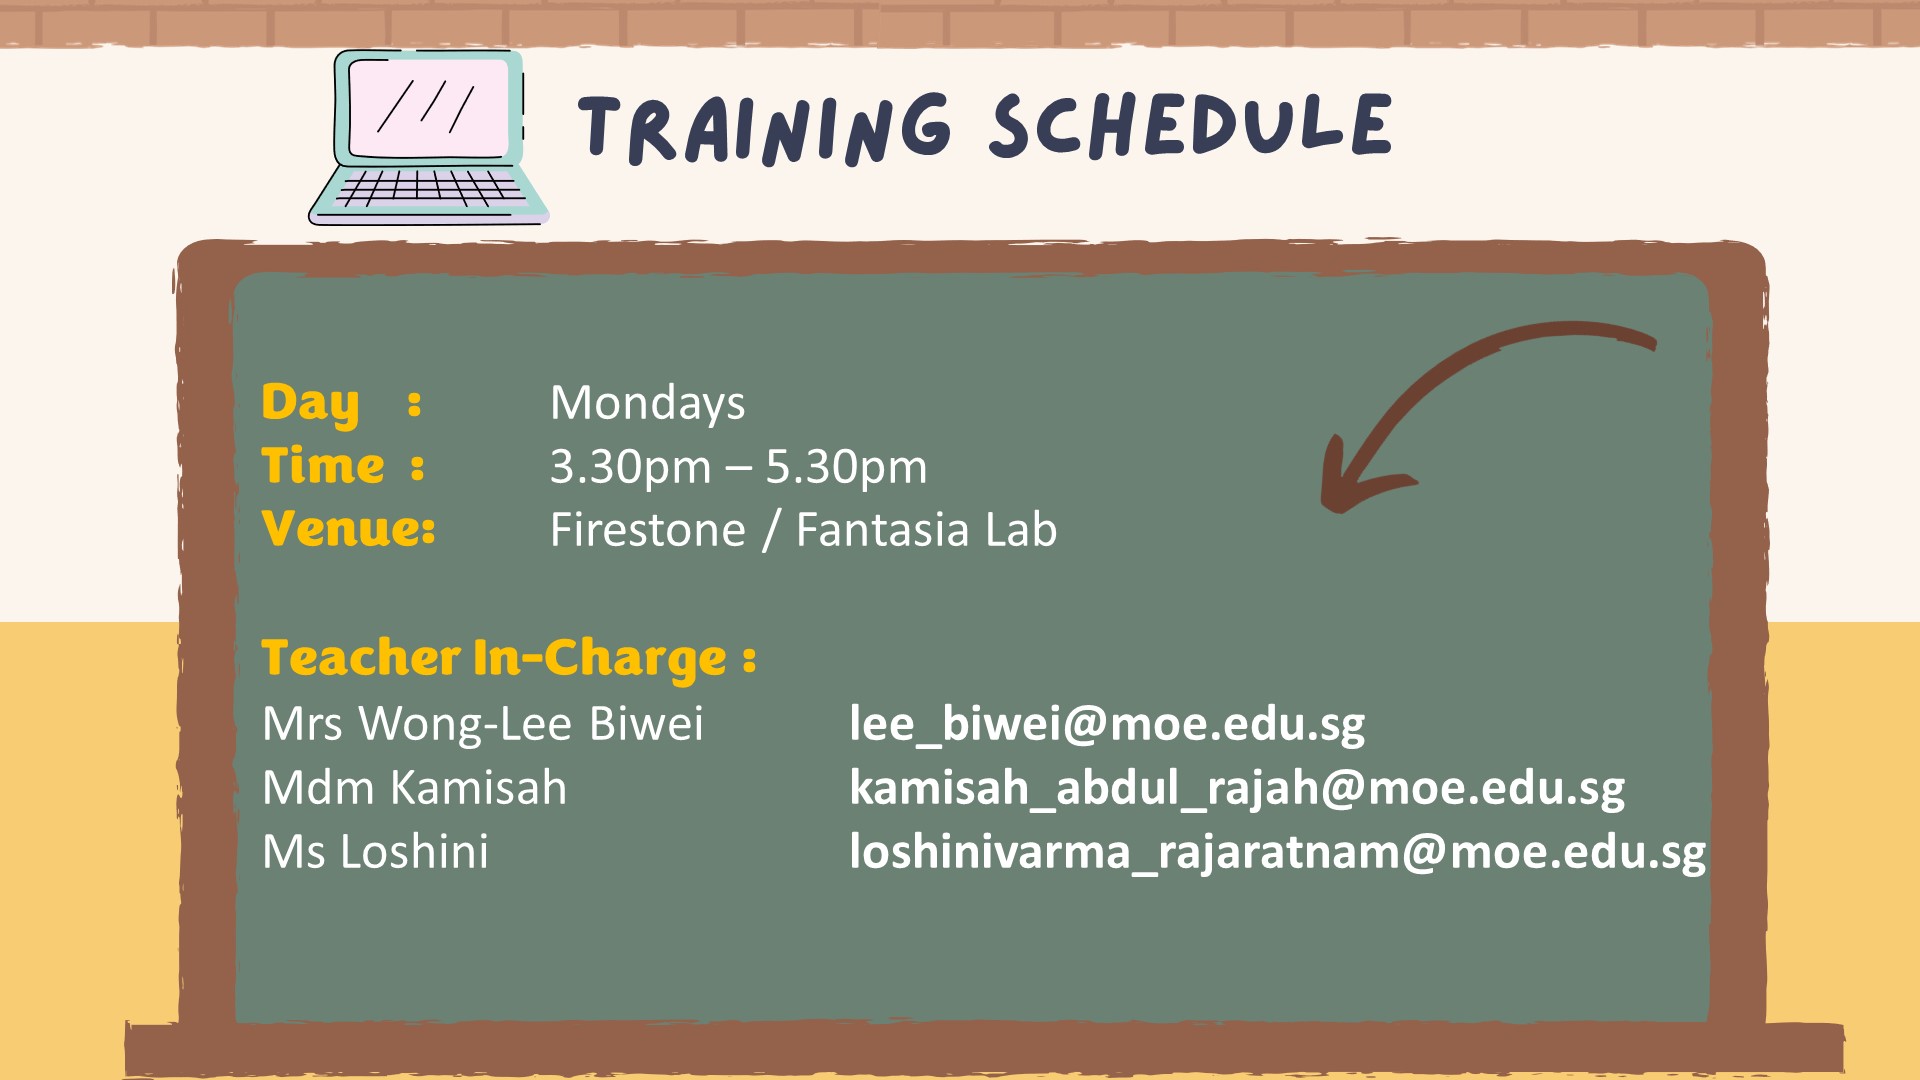 TRAINING SCHEDULE
Day : Mondays
Time : 3.30pm – 5.30pm
Venue: Firestone / Fantasia Lab
Teacher In-Charge :
Mrs Wong-Lee Biwei lee_biwei@moe.edu.sg
Mdm Kamisah kamisah_abdul_rajah@moe.edu.sg
Ms Loshini loshinivarma_rajaratnam@moe.edu.sg